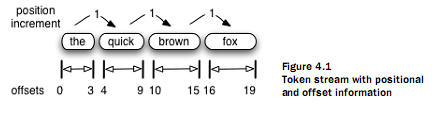 position
increment
1 1 1
the quick brown fox
offsets 0 3 4 9 10 15 16 19
Figure 4.1
Token stream with positional
and offset information